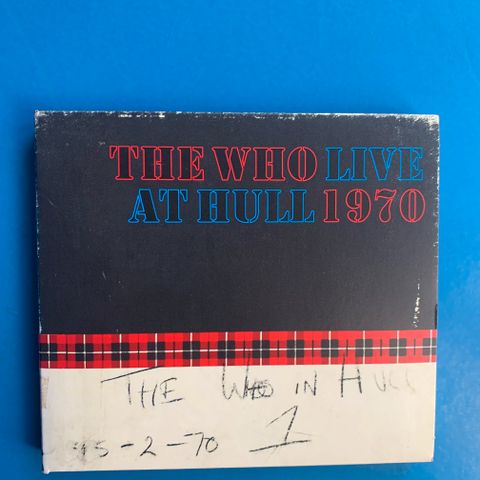 THE WHO LIVE
AT HULL 1970
THE WHO IN HULL
15-2-70 1